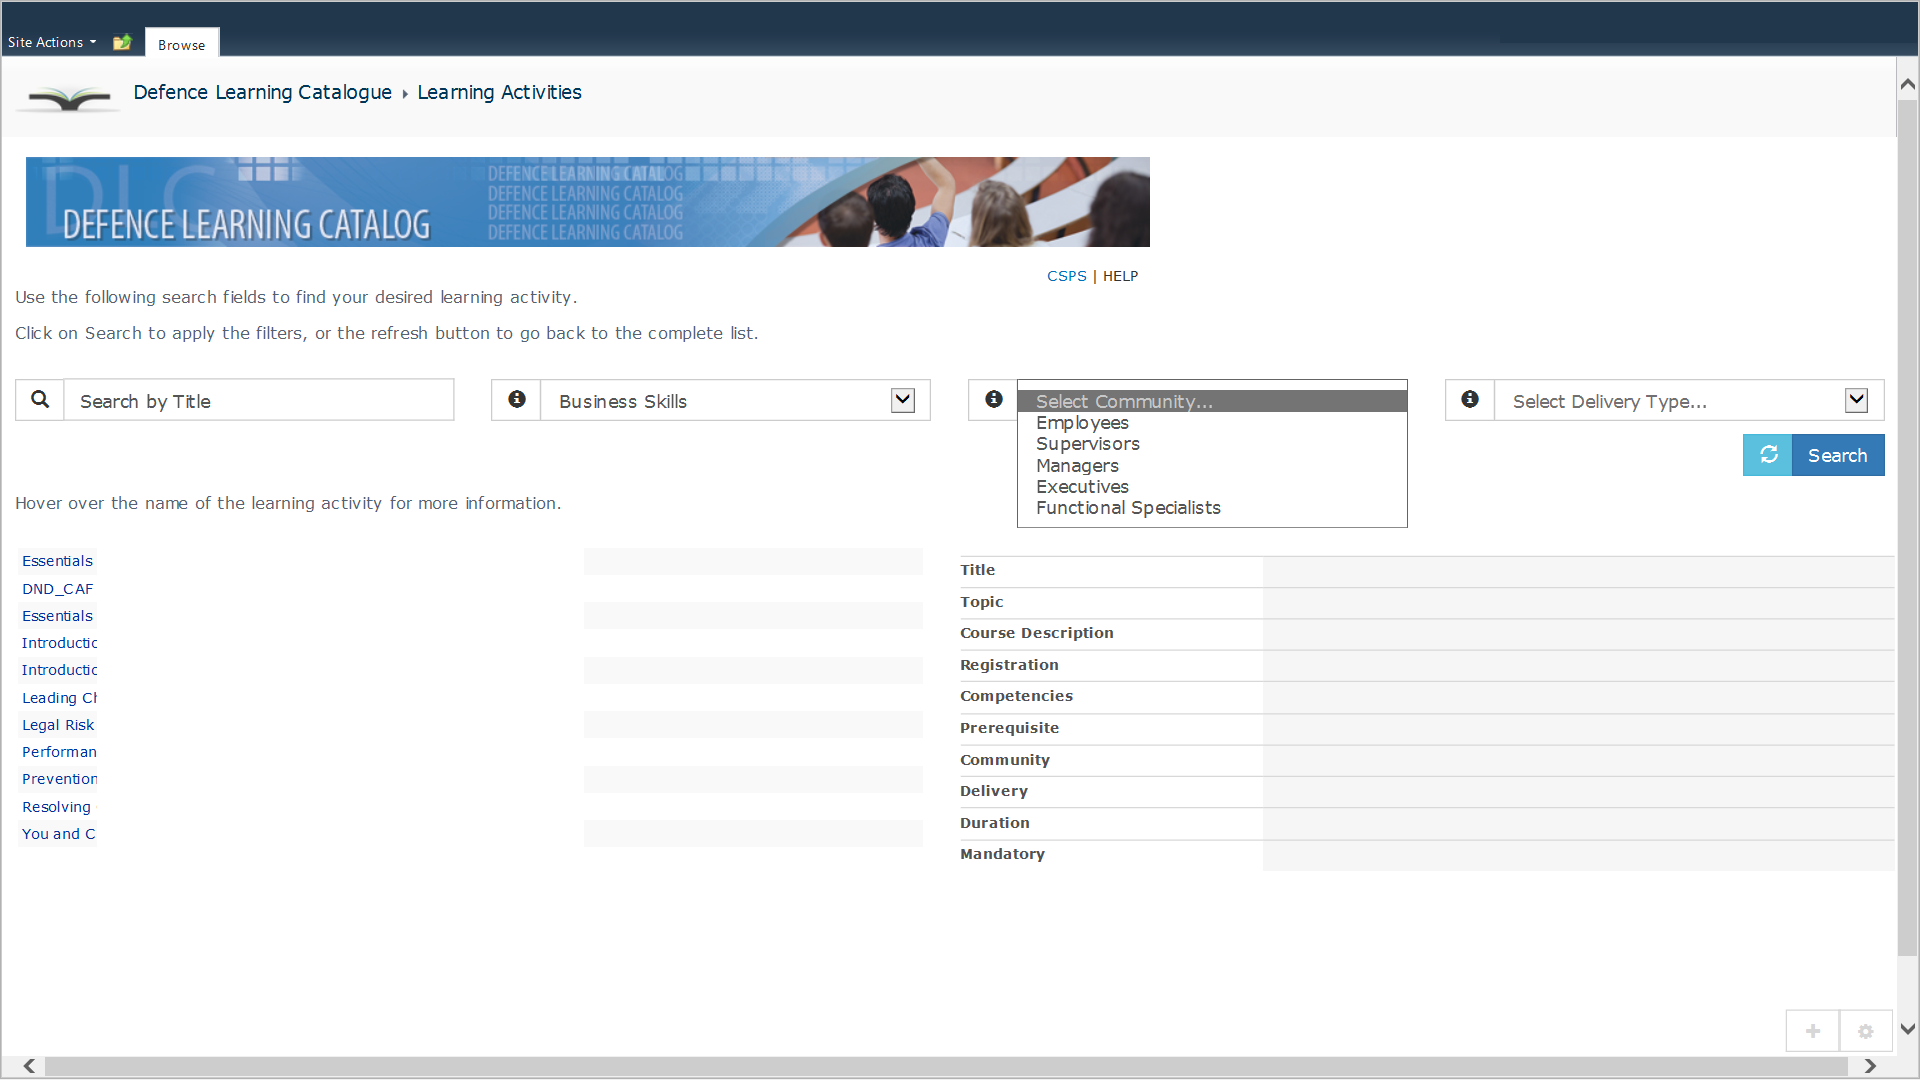 Site Actions
Browse
Defence Learning Catalogue ▸ Learning Activities
DLC
DEFENCE LEARNING CATALOG
DEFENCE LEARNING CATALOG
DEFENCE LEARNING CATALOG
DEFENCE LEARNING CATALOG
DEFENCE LEARNING CATALOG
CSPS | HELP
Use the following search fields to find your desired learning activity.
Click on Search to apply the filters, or the refresh button to go back to the complete list.
Search by Title
Business Skills
Select Community...
Employees
Supervisors
Managers
Executives
Functional Specialists
Select Delivery Type...
Search
Hover over the name of the learning activity for more information.
Essentials
DND_CAF
Essentials
Introductic
Introductic
Leading Ch
Legal Risk
Performan
Prevention
Resolving
You and C
Title
Topic
Course Description
Registration
Competencies
Prerequisite
Community
Delivery
Duration
Mandatory